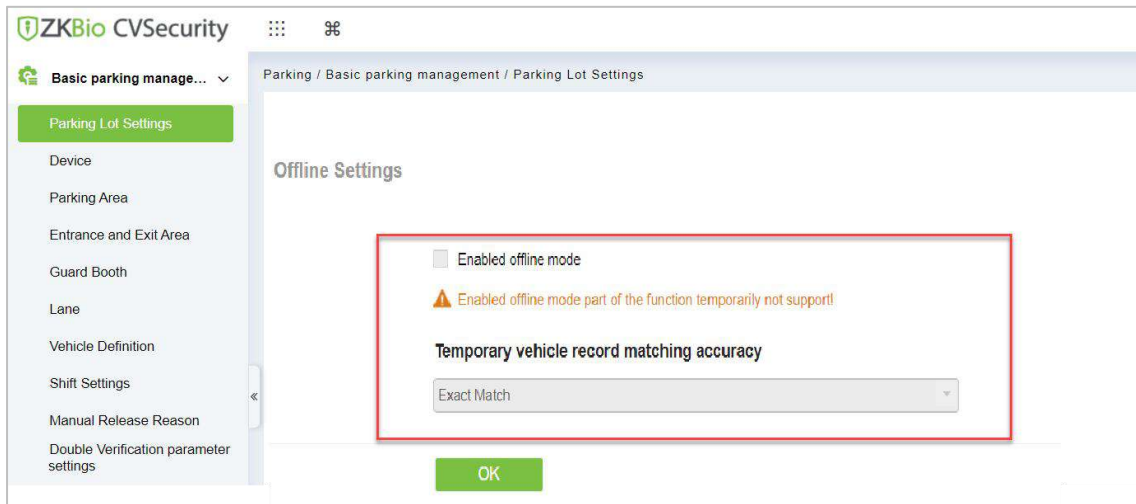 ZKBio CVSecurity
Basic parking manage...
Parking / Basic parking management / Parking Lot Settings
Parking Lot Settings
Device
Parking Area
Entrance and Exit Area
Guard Booth
Lane
Vehicle Definition
Shift Settings
Manual Release Reason
Double Verification parameter
settings
Offline Settings
Enabled offline mode
Enabled offline mode part of the function temporarily not support!
Temporary vehicle record matching accuracy
Exact Match
OK